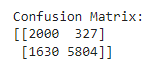 Confusion Matrix:
[[2000  327]
 [1630 5804]]